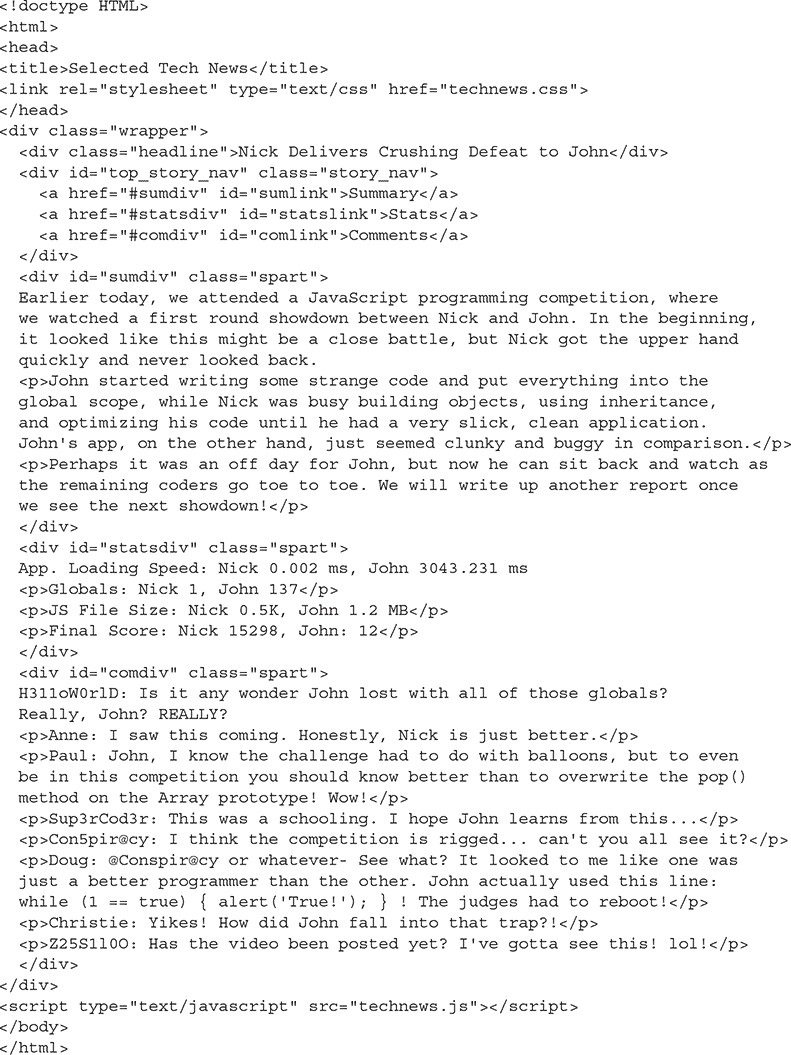 <!doctype HTML>
<html>
<head>
<title>Selected Tech News</title>
<link rel="stylesheet" type="text/css" href="technews.css">
</head>
<div class="wrapper">
  <div class="headline">Nick Delivers Crushing Defeat to John</div>
  <div id="top_story_nav" class="story_nav">
    <a href="#sumdiv" id="sumlink">Summary</a>
    <a href="#statsdiv" id="statslink">Stats</a>
    <a href="#comdiv" id="comlink">Comments</a>
  </div>
  <div id="sumdiv" class="spart">
  Earlier today, we attended a JavaScript programming competition, where
  we watched a first round showdown between Nick and John. In the beginning,
  it looked like this might be a close battle, but Nick got the upper hand
  quickly and never looked back.
  <p>John started writing some strange code and put everything into the
  global scope, while Nick was busy building objects, using inheritance,
  and optimizing his code until he had a very slick, clean application.
  John's app, on the other hand, just seemed clunky and buggy in comparison.</p>
  <p>Perhaps it was an off day for John, but now he can sit back and watch as
  the remaining coders go toe to toe. We will write up another report once
  we see the next showdown!</p>
  </div>
  <div id="statsdiv" class="spart">
  App. Loading Speed: Nick 0.002 ms, John 3043.231 ms
  <p>Globals: Nick 1, John 137</p>
  <p>JS File Size: Nick 0.5K, John 1.2 MB</p>
  <p>Final Score: Nick 15298, John: 12</p>
  </div>
  <div id="comdiv" class="spart">
  H311oW0rlD: Is it any wonder John lost with all of those globals?
  Really, John? REALLY?
  <p>Anne: I saw this coming. Honestly, Nick is just better.</p>
  <p>Paul: John, I know the challenge had to do with balloons, but to even
  be in this competition you should know better than to overwrite the pop()
  method on the Array prototype! Wow!</p>
  <p>Sup3rCod3r: This was a schooling. I hope John learns from this...</p>
  <p>Con5pir@cy: I think the competition is rigged... can't you all see it?</p>
  <p>Doug: @Conspir@cy or whatever- See what? It looked to me like one was
  just a better programmer than the other. John actually used this line:
  while (1 == true) { alert('True!'); } ! The judges had to reboot!</p>
  <p>Christie: Yikes! How did John fall into that trap?!</p>
  <p>Z25S1l0O: Has the video been posted yet? I've gotta see this! lol!</p>
  </div>
</div>
<script type="text/javascript" src="technews.js"></script>
</body>
</html>